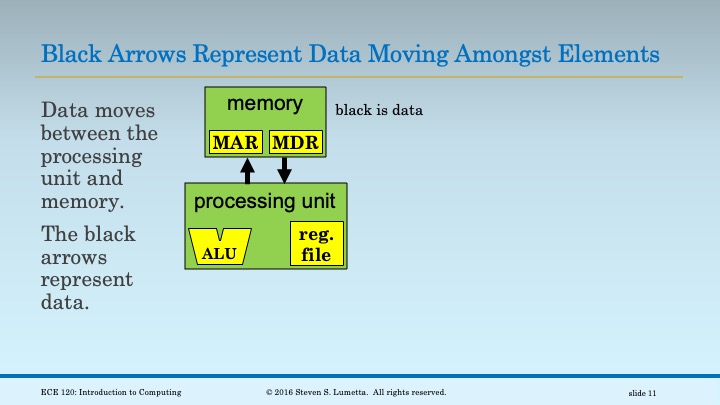 Black Arrows Represent Data Moving Amongst Elements
Data moves
between the
processing
unit and
memory.
The black
arrows
represent
data.
memory
black is data
MAR MDR
processing unit
ALU
reg.
file
ECE 120: Introduction to Computing
© 2016 Steven S. Lumetta. All rights reserved.
slide 11